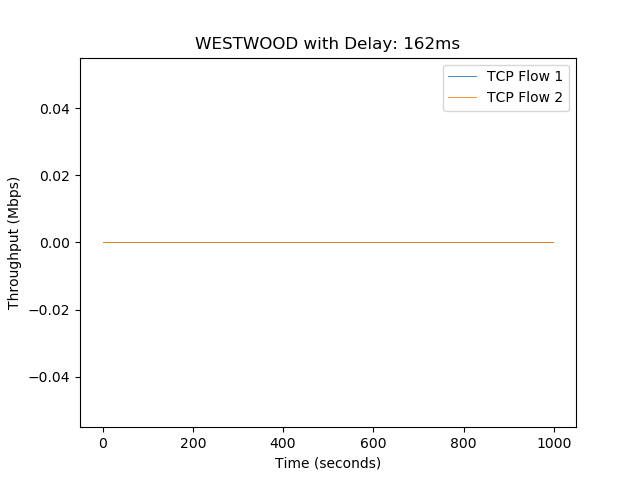 WESTWOOD with Delay: 162ms
TCP Flow 1
TCP Flow 2
Throughput (Mbps)
0.04
0.02
0.00
−0.02
−0.04
0 200 400 600 800 1000
Time (seconds)